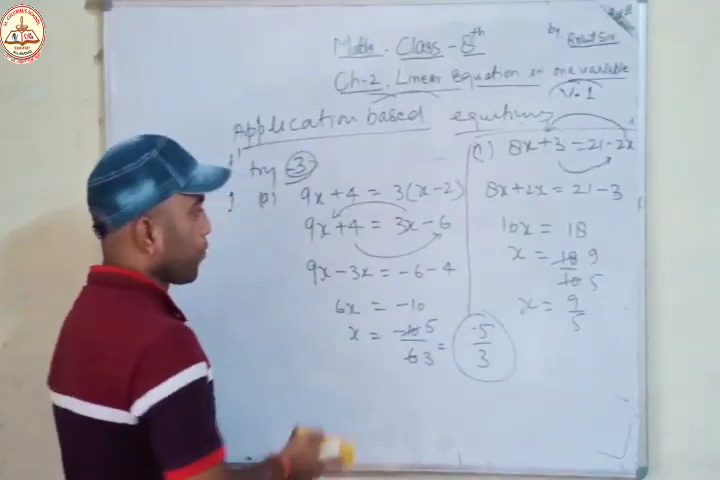 Maths. Class - 8th
by Rohit Sir
Ch-2. Linear Equation in one variable
V-1
Application based equations
try 3
9x+4 = 3(x-2)
9x+4 = 3x-6
9x-3x = -6-4
6x = -10
x = -10 5
6 3
= -5
3
8x+3 = 21-2x
8x+2x = 21-3
10x = 18
x = 18 9
10 5
x = 9
5